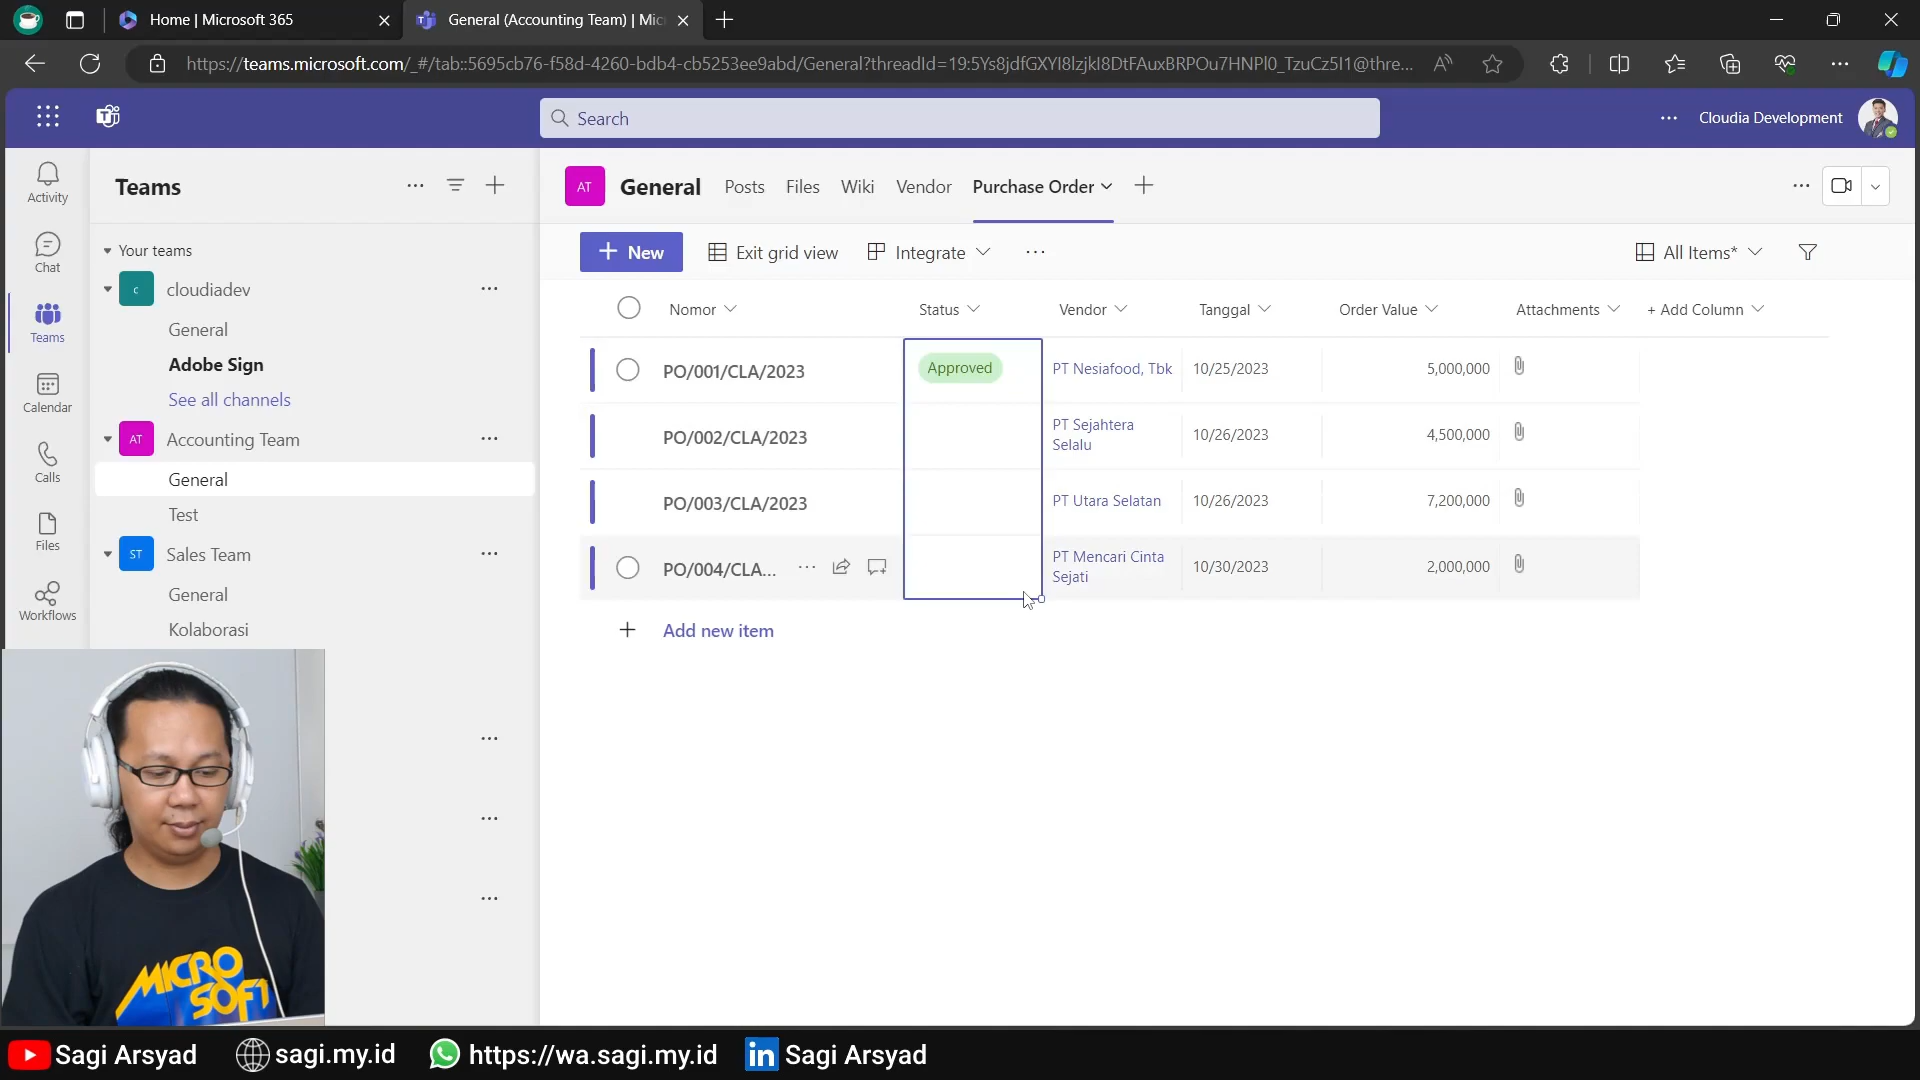 Home | Microsoft 365
General (Accounting Team) | Mic
https://teams.microsoft.com/_#/tab::5695cb76-f58d-4260-bdb4-cb5253ee9abd/General?threadId=19:5Ys8jdfGXYI8lzjkI8DtFAuxBRPOu7HNPl0_TzuCz5I1@thre...
Search
Cloudia Development
Activity
Chat
Teams
Calendar
Calls
Files
Workflows
Teams
Your teams
c cloudiadev
General
Adobe Sign
See all channels
AT Accounting Team
General
Test
ST Sales Team
General
Kolaborasi
AT General Posts Files Wiki Vendor Purchase Order
New Exit grid view Integrate All Items*
Nomor Status Vendor Tanggal Order Value Attachments + Add Column
PO/001/CLA/2023 Approved PT Nesiafood, Tbk 10/25/2023 5,000,000
PO/002/CLA/2023 PT Sejahtera Selalu 10/26/2023 4,500,000
PO/003/CLA/2023 PT Utara Selatan 10/26/2023 7,200,000
PO/004/CLA... PT Mencari Cinta Sejati 10/30/2023 2,000,000
+ Add new item
MICRO
SOFT
Sagi Arsyad sagi.my.id https://wa.sagi.my.id in Sagi Arsyad